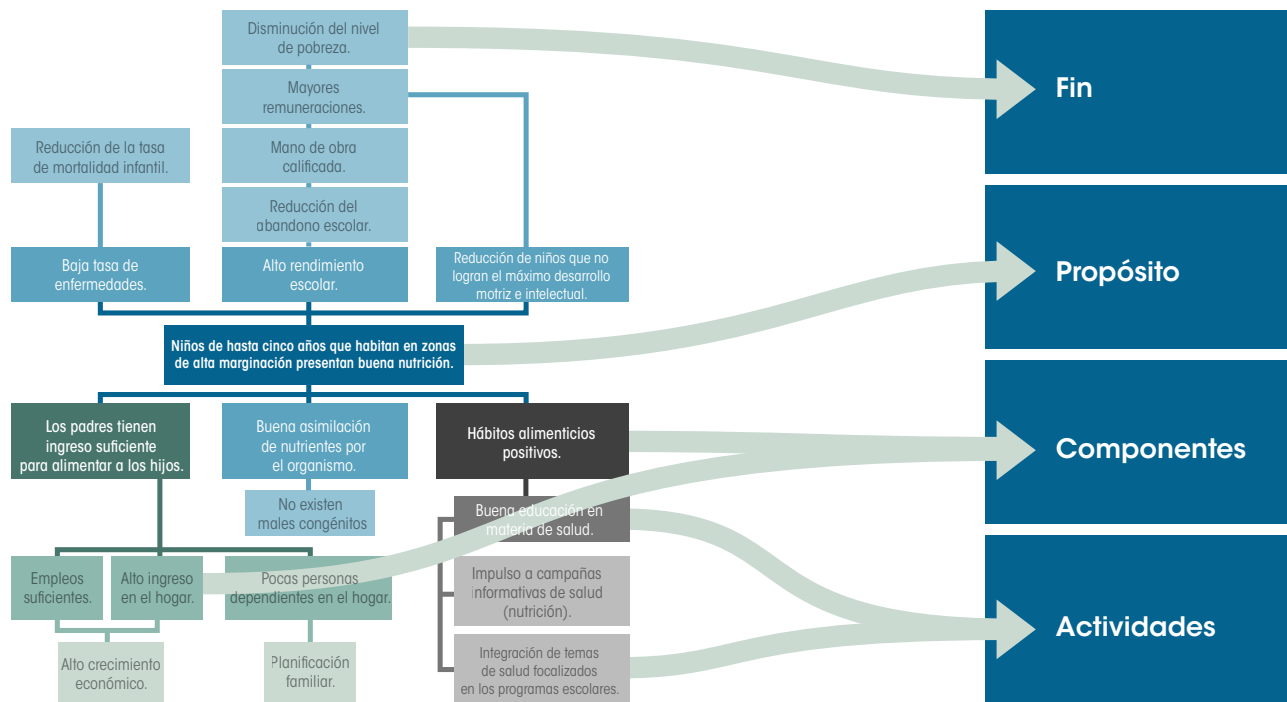 Disminución del nivel
de pobreza.
Fin
Mayores
remuneraciones.
Reducción de la tasa
de mortalidad infantil.
Mano de obra
calificada.
Reducción del
abandono escolar.
Baja tasa de
enfermedades.
Alto rendimiento
escolar.
Reducción de niños que no
logran el máximo desarrollo
motriz e intelectual.
Propósito
Niños de hasta cinco años que habitan en zonas
de alta marginación presentan buena nutrición.
Los padres tienen
ingreso suficiente
para alimentar a los hijos.
Buena asimilación
de nutrientes por
el organismo.
Hábitos alimenticios
positivos.
Componentes
No existen
males congénitos
Buena educación en
materia de salud.
Empleos
suficientes.
Alto ingreso
en el hogar.
Pocas personas
dependientes en el hogar.
Impulso a campañas
informativas de salud
(nutrición).
Actividades
Alto crecimiento
económico.
Planificación
familiar.
Integración de temas
de salud focalizados
en los programas escolares.